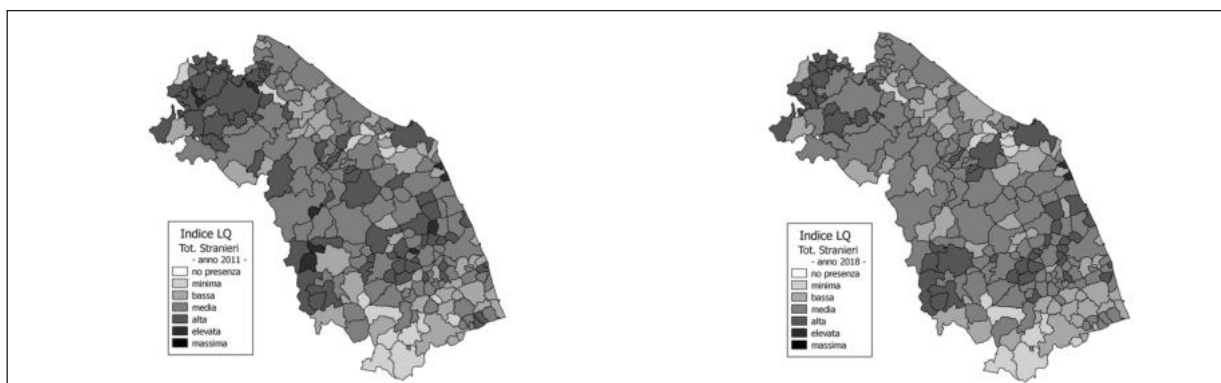 Indice LQ
Tot. Stranieri
- anno 2011 -
no presenza
minima
bassa
media
alta
elevata
massima
Indice LQ
Tot. Stranieri
- anno 2018 -
no presenza
minima
bassa
media
alta
elevata
massima